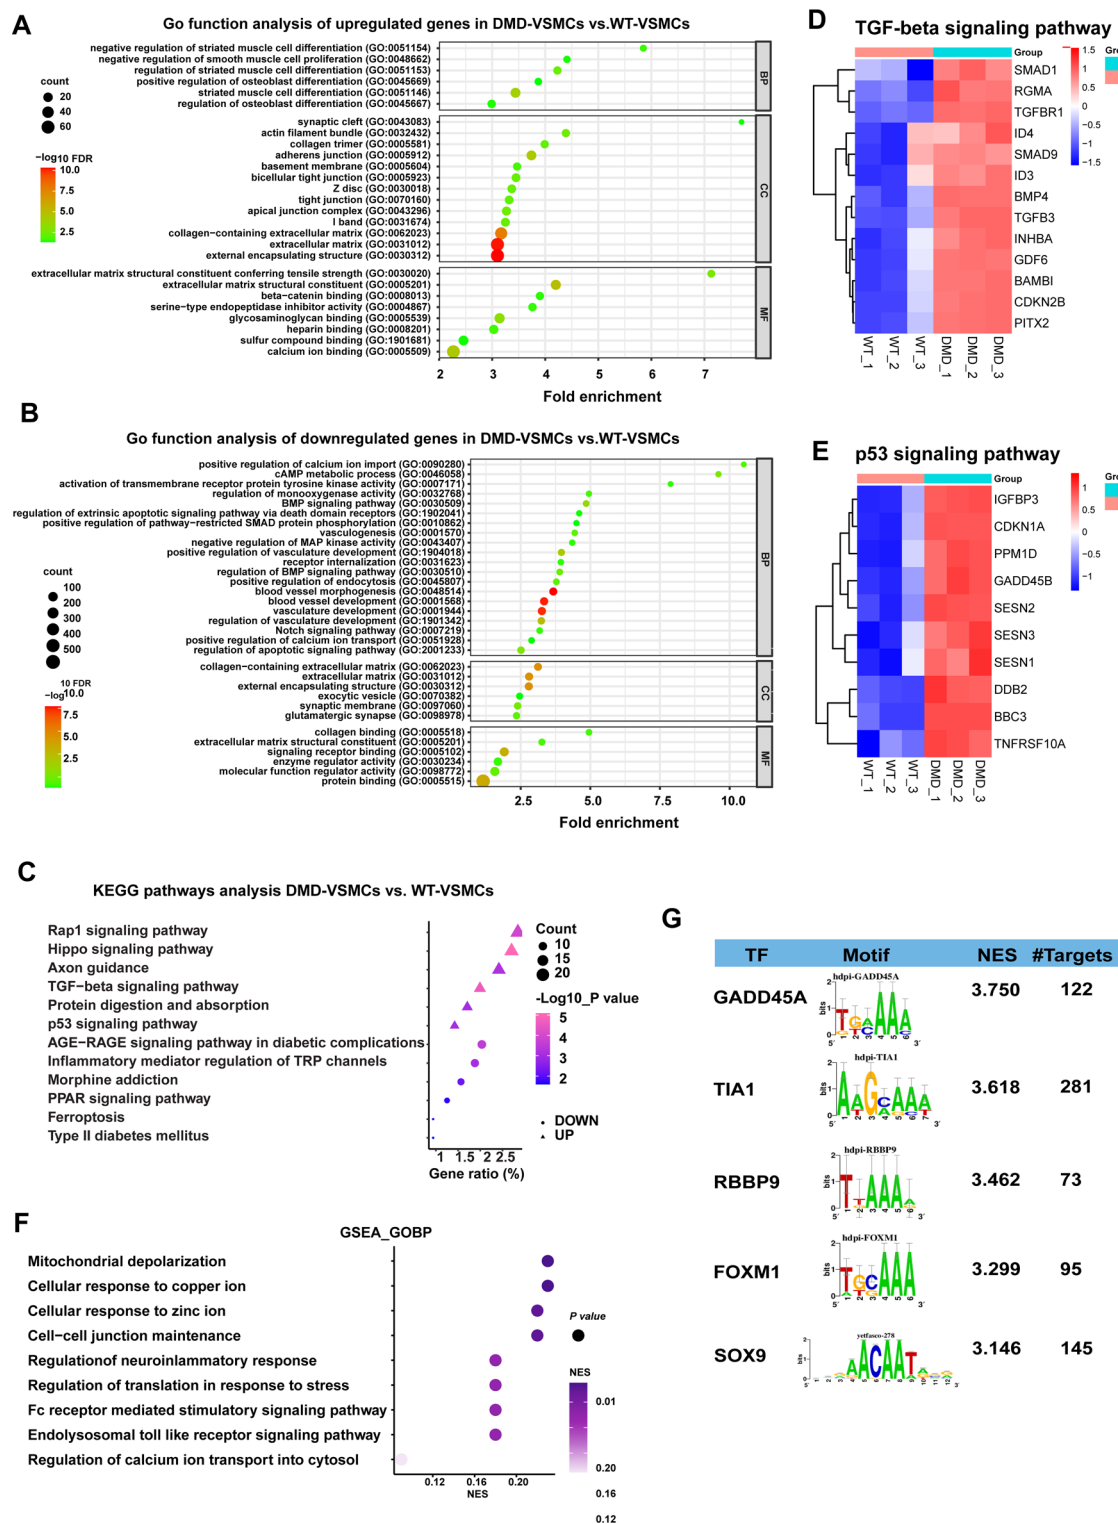 A
Go function analysis of upregulated genes in DMD-VSMCs vs.WT-VSMCs
negative regulation of striated muscle cell differentiation (GO:0051154)
negative regulation of smooth muscle cell proliferation (GO:0048662)
regulation of striated muscle cell differentiation (GO:0051153)
positive regulation of osteoblast differentiation (GO:0045669)
striated muscle cell differentiation (GO:0051146)
regulation of osteoblast differentiation (GO:0045667)
BP
synaptic cleft (GO:0043083)
actin filament bundle (GO:0032432)
collagen trimer (GO:0005581)
adherens junction (GO:0005912)
basement membrane (GO:0005604)
bicellular tight junction (GO:0005923)
Z disc (GO:0030018)
tight junction (GO:0070160)
apical junction complex (GO:0043296)
I band (GO:0031674)
collagen-containing extracellular matrix (GO:0062023)
extracellular matrix (GO:0031012)
external encapsulating structure (GO:0030312)
CC
extracellular matrix structural constituent conferring tensile strength (GO:0030020)
extracellular matrix structural constituent (GO:0005201)
beta-catenin binding (GO:0008013)
serine-type endopeptidase inhibitor activity (GO:0004867)
glycosaminoglycan binding (GO:0005539)
heparin binding (GO:0008201)
sulfur compound binding (GO:1901681)
calcium ion binding (GO:0005509)
MF
2 3 4 5 6 7
Fold enrichment
count
20
40
60
−log10 FDR
10.0
7.5
5.0
2.5
B
Go function analysis of downregulated genes in DMD-VSMCs vs.WT-VSMCs
positive regulation of calcium ion import (GO:0090280)
cAMP metabolic process (GO:0046058)
activation of transmembrane receptor protein tyrosine kinase activity (GO:0007171)
regulation of monooxygenase activity (GO:0032768)
BMP signaling pathway (GO:0030509)
regulation of extrinsic apoptotic signaling pathway via death domain receptors (GO:1902041)
positive regulation of pathway-restricted SMAD protein phosphorylation (GO:0010862)
vasculogenesis (GO:0001570)
negative regulation of MAP kinase activity (GO:0043407)
positive regulation of vasculature development (GO:1904018)
receptor internalization (GO:0031623)
regulation of BMP signaling pathway (GO:0030510)
positive regulation of endocytosis (GO:0045807)
blood vessel morphogenesis (GO:0048514)
blood vessel development (GO:0001568)
vasculature development (GO:0001944)
regulation of vasculature development (GO:1901342)
Notch signaling pathway (GO:0007219)
positive regulation of calcium ion transport (GO:0051928)
regulation of apoptotic signaling pathway (GO:2001233)
BP
collagen-containing extracellular matrix (GO:0062023)
extracellular matrix (GO:0031012)
external encapsulating structure (GO:0030312)
exocytic vesicle (GO:0070382)
synaptic membrane (GO:0097060)
glutamatergic synapse (GO:0098978)
CC
collagen binding (GO:0005518)
extracellular matrix structural constituent (GO:0005201)
signaling receptor binding (GO:0005102)
enzyme regulator activity (GO:0030234)
molecular function regulator activity (GO:0098772)
protein binding (GO:0005515)
MF
2.5 5.0 7.5 10.0
Fold enrichment
count
100
200
300
400
500
−log 10 FDR
10.0
7.5
5.0
2.5
C
KEGG pathways analysis DMD-VSMCs vs. WT-VSMCs
Rap1 signaling pathway
Hippo signaling pathway
Axon guidance
TGF-beta signaling pathway
Protein digestion and absorption
p53 signaling pathway
AGE−RAGE signaling pathway in diabetic complications
Inflammatory mediator regulation of TRP channels
Morphine addiction
PPAR signaling pathway
Ferroptosis
Type II diabetes mellitus
1 1.5 2.5
Gene ratio (%)
Count
10
15
20
-Log10_P value
5
4
3
2
DOWN
UP
D
TGF-beta signaling pathway
Group
SMAD1
RGMA
TGFBR1
ID4
SMAD9
ID3
BMP4
TGFB3
INHBA
GDF6
BAMBI
CDKN2B
PITX2
WT_1 WT_2 WT_3 DMD_1 DMD_2 DMD_3
1.5
1
0.5
0
−0.5
−1
−1.5
Gr
E
p53 signaling pathway
Group
IGFBP3
CDKN1A
PPM1D
GADD45B
SESN2
SESN3
SESN1
DDB2
BBC3
TNFRSF10A
WT_1 WT_2 WT_3 DMD_1 DMD_2 DMD_3
1
0.5
0
−0.5
−1
Gr
F
GSEA_GOBP
Mitochondrial depolarization
Cellular response to copper ion
Cellular response to zinc ion
Cell−cell junction maintenance
Regulationof neuroinlammatory response
Regulation of translation in response to stress
Fc receptor mediated stimulatory signaling pathway
Endolysosomal toll like receptor signaling pathway
Regulation of calcium ion transport into cytosol
0.12 0.16 0.20
NES
P value
NES
0.01
0.20
0.16
0.12
G
TF Motif NES #Targets
GADD45A hdpi-GADD45A 3.750 122
TIA1 hdpi-TIA1 3.618 281
RBBP9 hdpi-RBBP9 3.462 73
FOXM1 hdpi-FOXM1 3.299 95
SOX9 yetfasco-278 3.146 145